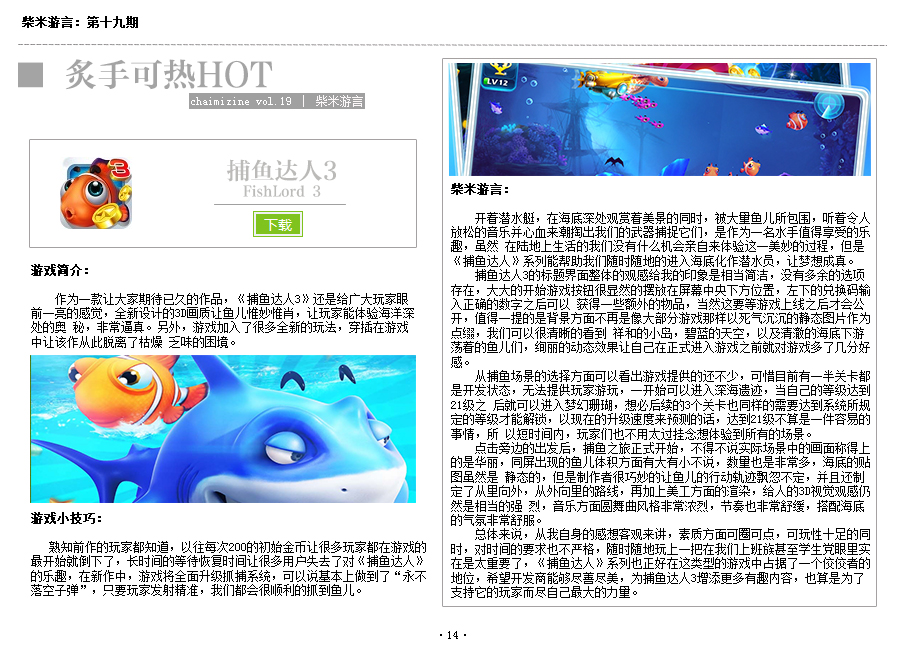 柴米游言：第十九期
炙手可热HOT
chaimizine vol.19 | 柴米游言
3
捕鱼达人3
FishLord 3
下载
游戏简介：
作为一款让大家期待已久的作品，《捕鱼达人3》还是给广大玩家眼
前一亮的感觉，全新设计的3D画质让鱼儿惟妙惟肖，让玩家能体验海洋深
处的奥 秘，非常逼真。另外，游戏加入了很多全新的玩法，穿插在游戏
中让该作从此脱离了枯燥 乏味的困境。
游戏小技巧：
熟知前作的玩家都知道，以往每次200的初始金币让很多玩家都在游戏的
最开始就倒下了，长时间的等待恢复时间让很多用户失去了对《捕鱼达人》
的乐趣，在新作中，游戏将全面升级抓捕系统，可以说基本上做到了“永不
落空子弹”，只要玩家发射精准，我们都会很顺利的抓到鱼儿。
LV12
柴米游言：
开着潜水艇，在海底深处观赏着美景的同时，被大量鱼儿所包围，听着令人
放松的音乐并心血来潮掏出我们的武器捕捉它们，是作为一名水手值得享受的乐
趣，虽然 在陆地上生活的我们没有什么机会亲自来体验这一美妙的过程，但是
《捕鱼达人》系列能帮助我们随时随地的进入海底化作潜水员，让梦想成真。
捕鱼达人3的标题界面整体的观感给我的印象是相当简洁，没有多余的选项
存在，大大的开始游戏按钮很显然的摆放在屏幕中央下方位置，左下的兑换码输
入正确的数字之后可以 获得一些额外的物品，当然这要等游戏上线之后才会公
开，值得一提的是背景方面不再是像大部分游戏那样以死气沉沉的静态图片作为
点缀，我们可以很清晰的看到 祥和的小岛，碧蓝的天空，以及清澈的海底下游
荡着的鱼儿们，绚丽的动态效果让自己在正式进入游戏之前就对游戏多了几分好
感。
从捕鱼场景的选择方面可以看出游戏提供的还不少，可惜目前有一半关卡都
是开发状态，无法提供玩家游玩，一开始可以进入深海遗迹，当自己的等级达到
21级之 后就可以进入梦幻珊瑚，想必后续的3个关卡也同样的需要达到系统所规
定的等级才能解锁，以现在的升级速度来预测的话，达到21级不算是一件容易的
事情，所 以短时间内，玩家们也不用太过挂念想体验到所有的场景。
点击旁边的出发后，捕鱼之旅正式开始，不得不说实际场景中的画面称得上
的是华丽，同屏出现的鱼儿体积方面有大有小不说，数量也是非常多，海底的贴
图虽然是 静态的，但是制作者很巧妙的让鱼儿的行动轨迹飘忽不定，并且还制
定了从里向外，从外向里的路线，再加上美工方面的渲染，给人的3D视觉观感仍
然是相当的强 烈，音乐方面圆舞曲风格非常浓烈，节奏也非常舒缓，搭配海底
的气氛非常舒服。
总体来说，从我自身的感想客观来讲，素质方面可圈可点，可玩性十足的同
时，对时间的要求也不严格，随时随地玩上一把在我们上班族甚至学生党眼里实
在是太重要了，《捕鱼达人》系列也正好在这类型的游戏中占据了一个佼佼者的
地位，希望开发商能够尽善尽美，为捕鱼达人3增添更多有趣内容，也算是为了
支持它的玩家而尽自己最大的力量。
· 14 ·